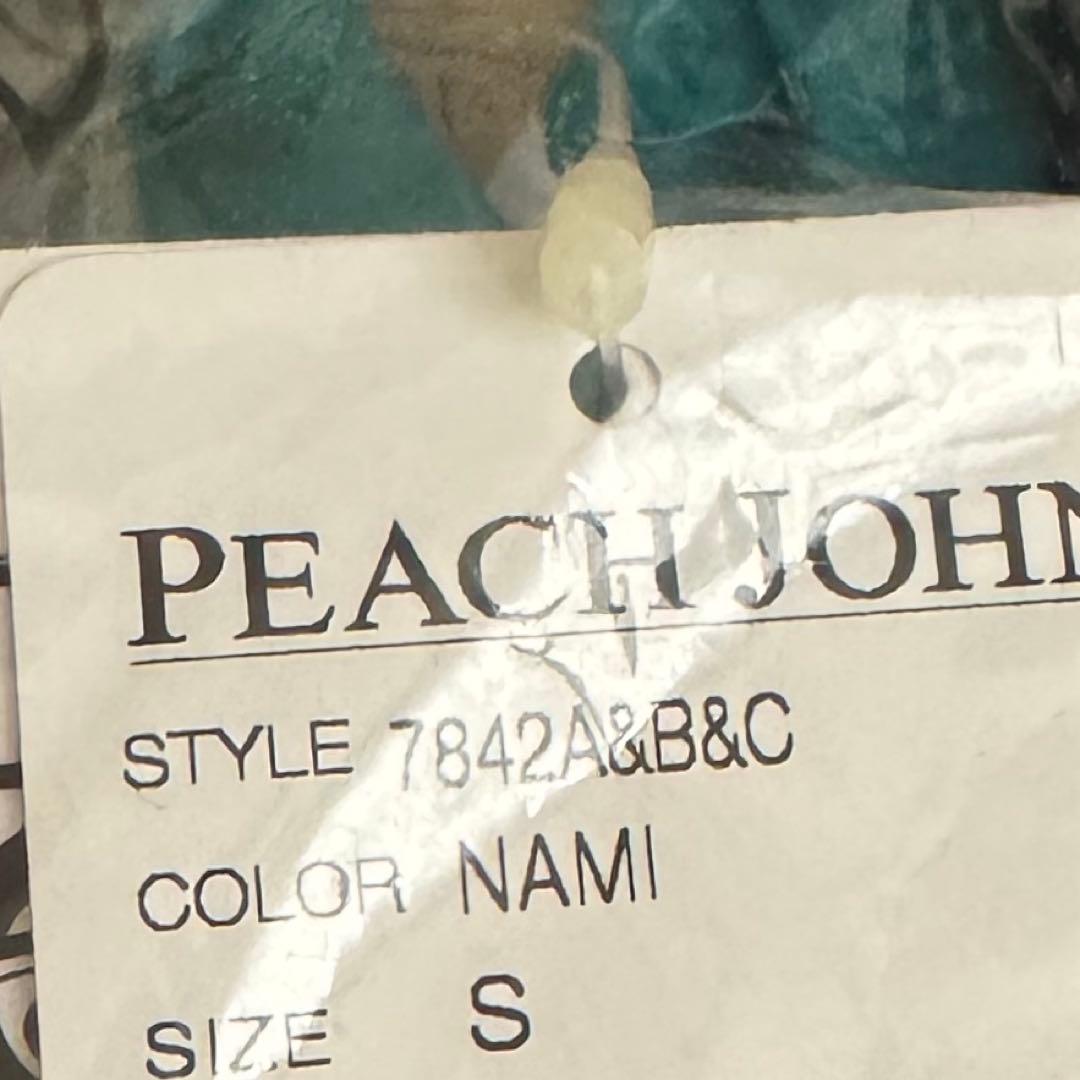 PEACH JOHN
STYLE 7842A&B&C
COLOR NAMI
SIZE S